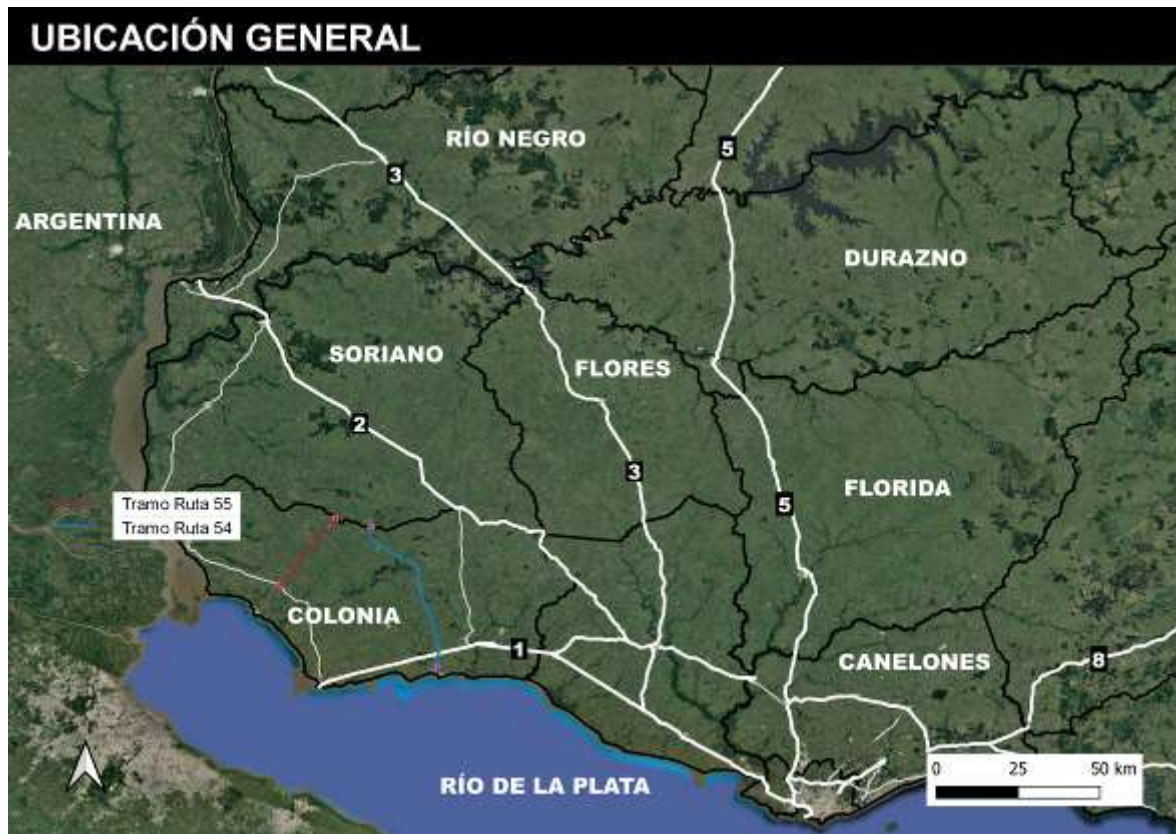 UBICACIÓN GENERAL
RÍO NEGRO
5
3
ARGENTINA
DURAZNO
SORIANO
FLORES
2
3
FLORIDA
5
Tramo Ruta 55
Tramo Ruta 54
COLONIA
1
CANELONES
8
RÍO DE LA PLATA
0 25 50 km